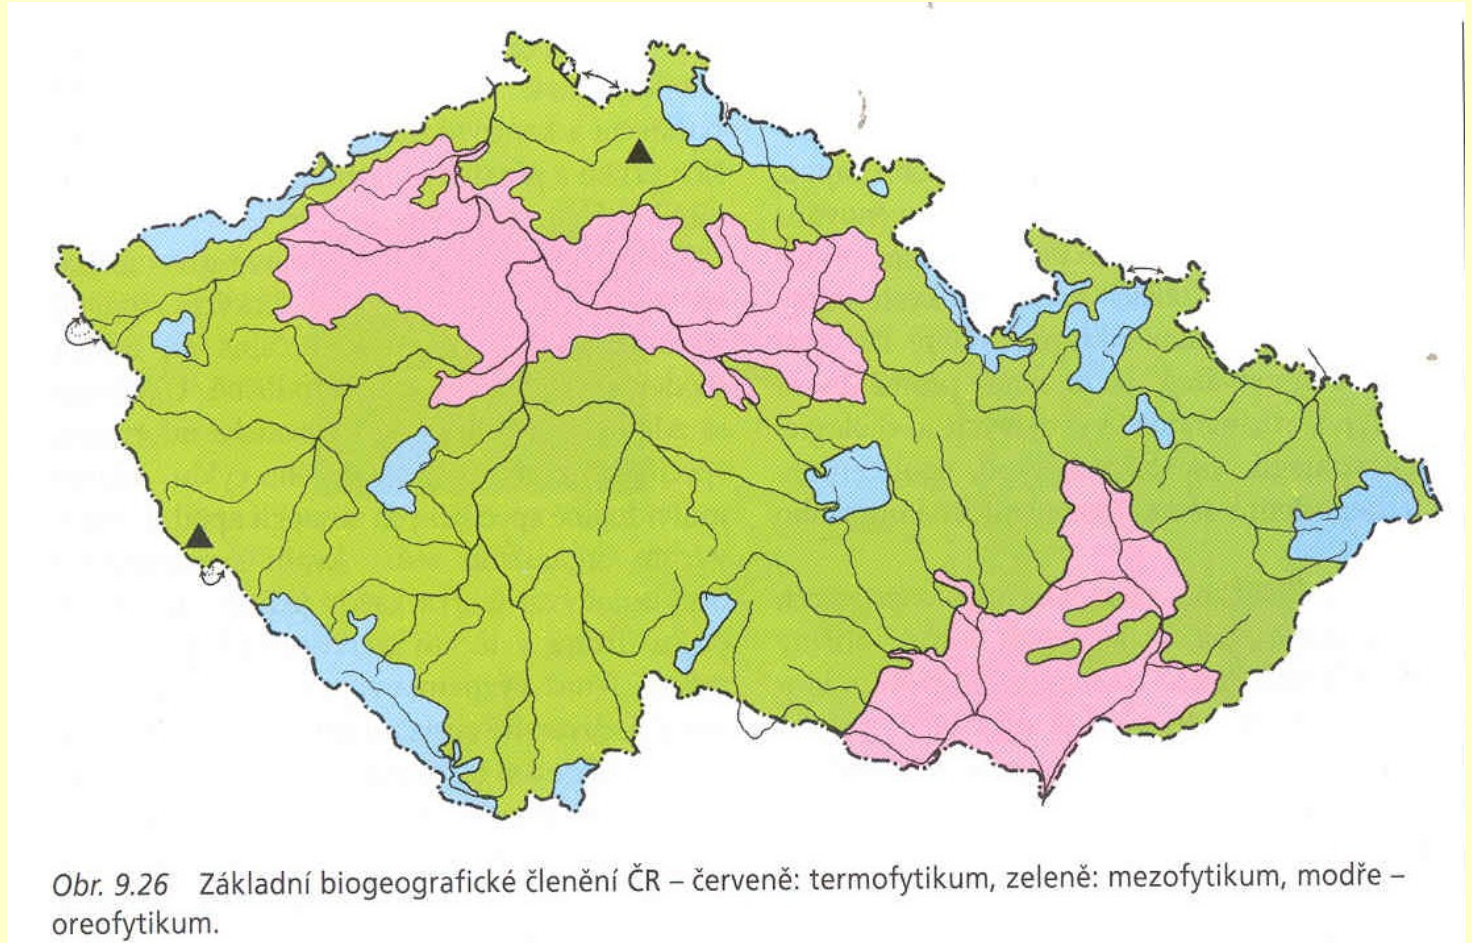 Obr. 9.26 Základní biogeografické členění ČR – červeně: termofytikum, zeleně: mezofytikum, modře –
oreofytikum.